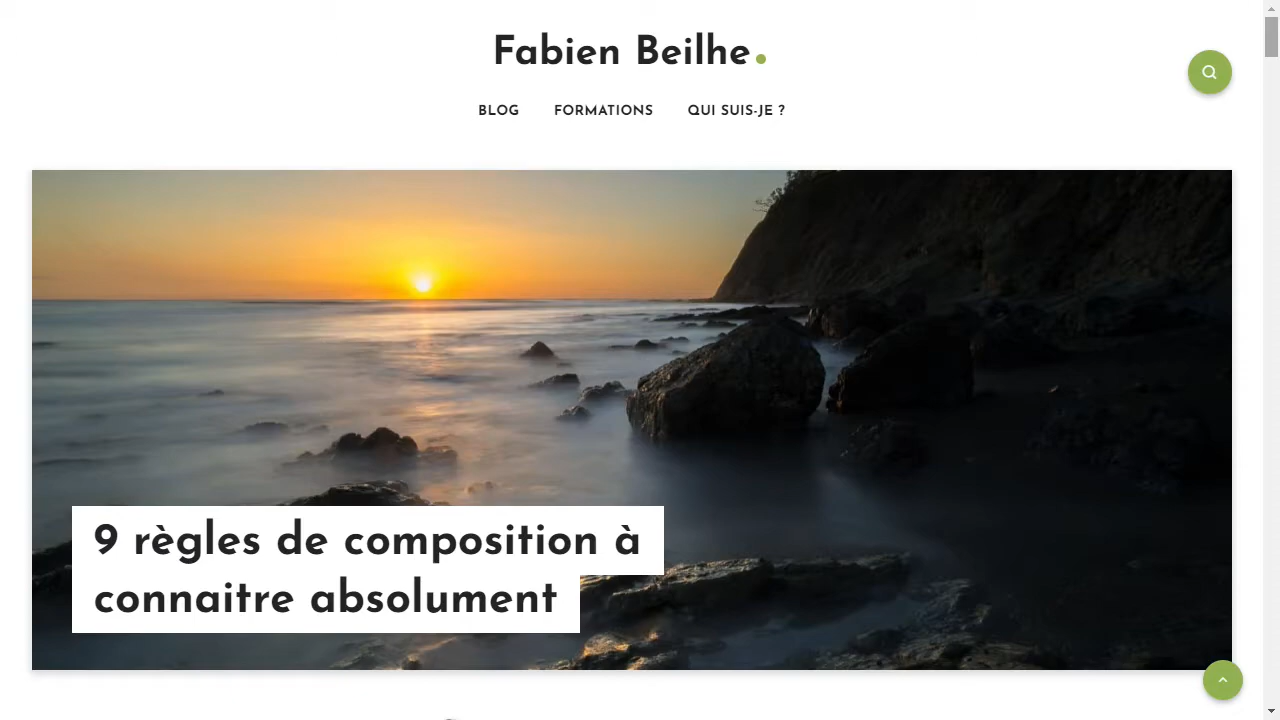 Fabien Beilhe.
BLOG FORMATIONS QUI SUIS-JE ?
9 règles de composition à
connaitre absolument